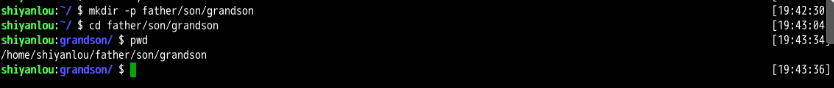 shiyanlou:~/ $ mkdir -p father/son/grandson [19:42:30
shiyanlou:~/ $ cd father/son/grandson [19:43:04
shiyanlou:grandson/ $ pwd [19:43:34]
/home/shiyanlou/father/son/grandson
shiyanlou:grandson/ $ [19:43:36]